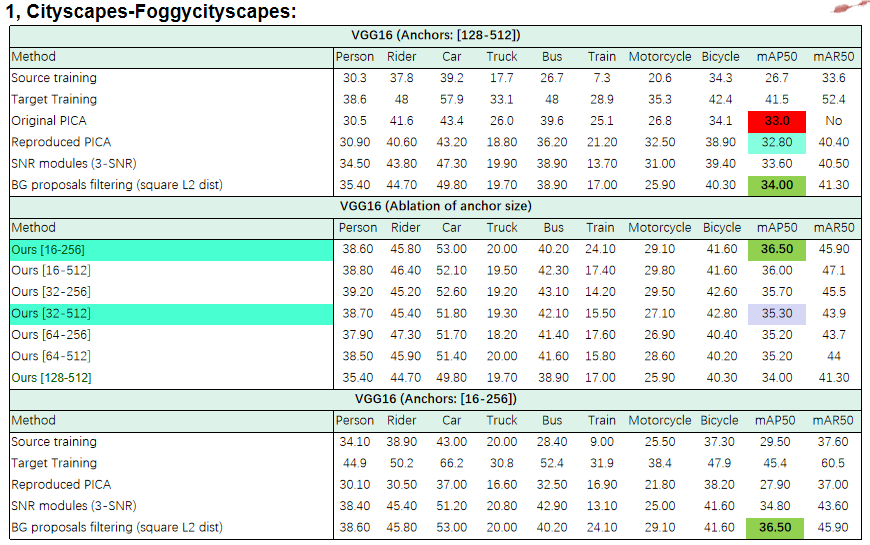 1, Cityscapes-Foggycityscapes:
VGG16 (Anchors: [128-512])
Method Person Rider Car Truck Bus Train Motorcycle Bicycle mAP50 mAR50
Source training 30.3 37.8 39.2 17.7 26.7 7.3 20.6 34.3 26.7 33.6
Target Training 38.6 48 57.9 33.1 48 28.9 35.3 42.4 41.5 52.4
Original PICA 30.5 41.6 43.4 26.0 39.6 25.1 26.8 34.1 33.0 No
Reproduced PICA 30.90 40.60 43.20 18.80 36.20 21.20 32.50 38.90 32.80 40.40
SNR modules (3-SNR) 34.50 43.80 47.30 19.90 38.90 13.70 31.00 39.40 33.60 40.50
BG proposals filtering (square L2 dist) 35.40 44.70 49.80 19.70 38.90 17.00 25.90 40.30 34.00 41.30
VGG16 (Ablation of anchor size)
Method Person Rider Car Truck Bus Train Motorcycle Bicycle mAP50 mAR50
Ours [16-256] 38.60 45.80 53.00 20.00 40.20 24.10 29.10 41.60 36.50 45.90
Ours [16-512] 38.80 46.40 52.10 19.50 42.30 17.40 29.80 41.60 36.00 47.1
Ours [32-256] 39.20 45.20 52.60 19.20 43.10 14.20 29.50 42.60 35.70 45.5
Ours [32-512] 38.70 45.40 51.80 19.30 42.10 15.50 27.10 42.80 35.30 43.9
Ours [64-256] 37.90 47.30 51.70 18.20 41.40 17.60 26.90 40.20 35.20 43.7
Ours [64-512] 38.50 45.90 51.40 20.00 41.60 15.80 28.60 40.40 35.20 44
Ours [128-512] 35.40 44.70 49.80 19.70 38.90 17.00 25.90 40.30 34.00 41.30
VGG16 (Anchors: [16-256])
Method Person Rider Car Truck Bus Train Motorcycle Bicycle mAP50 mAR50
Source training 34.10 38.90 43.00 20.00 28.40 9.00 25.50 37.30 29.50 37.60
Target Training 44.9 50.2 66.2 30.8 52.4 31.9 38.4 47.9 45.4 60.5
Reproduced PICA 30.10 30.50 37.00 16.60 32.50 16.90 21.80 38.20 27.90 37.00
SNR modules (3-SNR) 38.40 45.40 51.20 20.80 42.90 13.10 25.00 41.60 34.80 43.60
BG proposals filtering (square L2 dist) 38.60 45.80 53.00 20.00 40.20 24.10 29.10 41.60 36.50 45.90